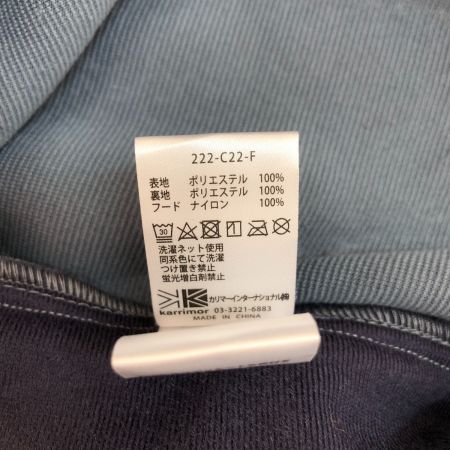 222-C22-F
表地 ポリエステル 100%
裏地 ポリエステル 100%
フード ナイロン 100%
30
洗濯ネット使用
同系色にて洗濯
つけ置き禁止
蛍光増白剤禁止
karrimor
カリマーインターナショナル㈱
03-3221-6883
MADE IN CHINA